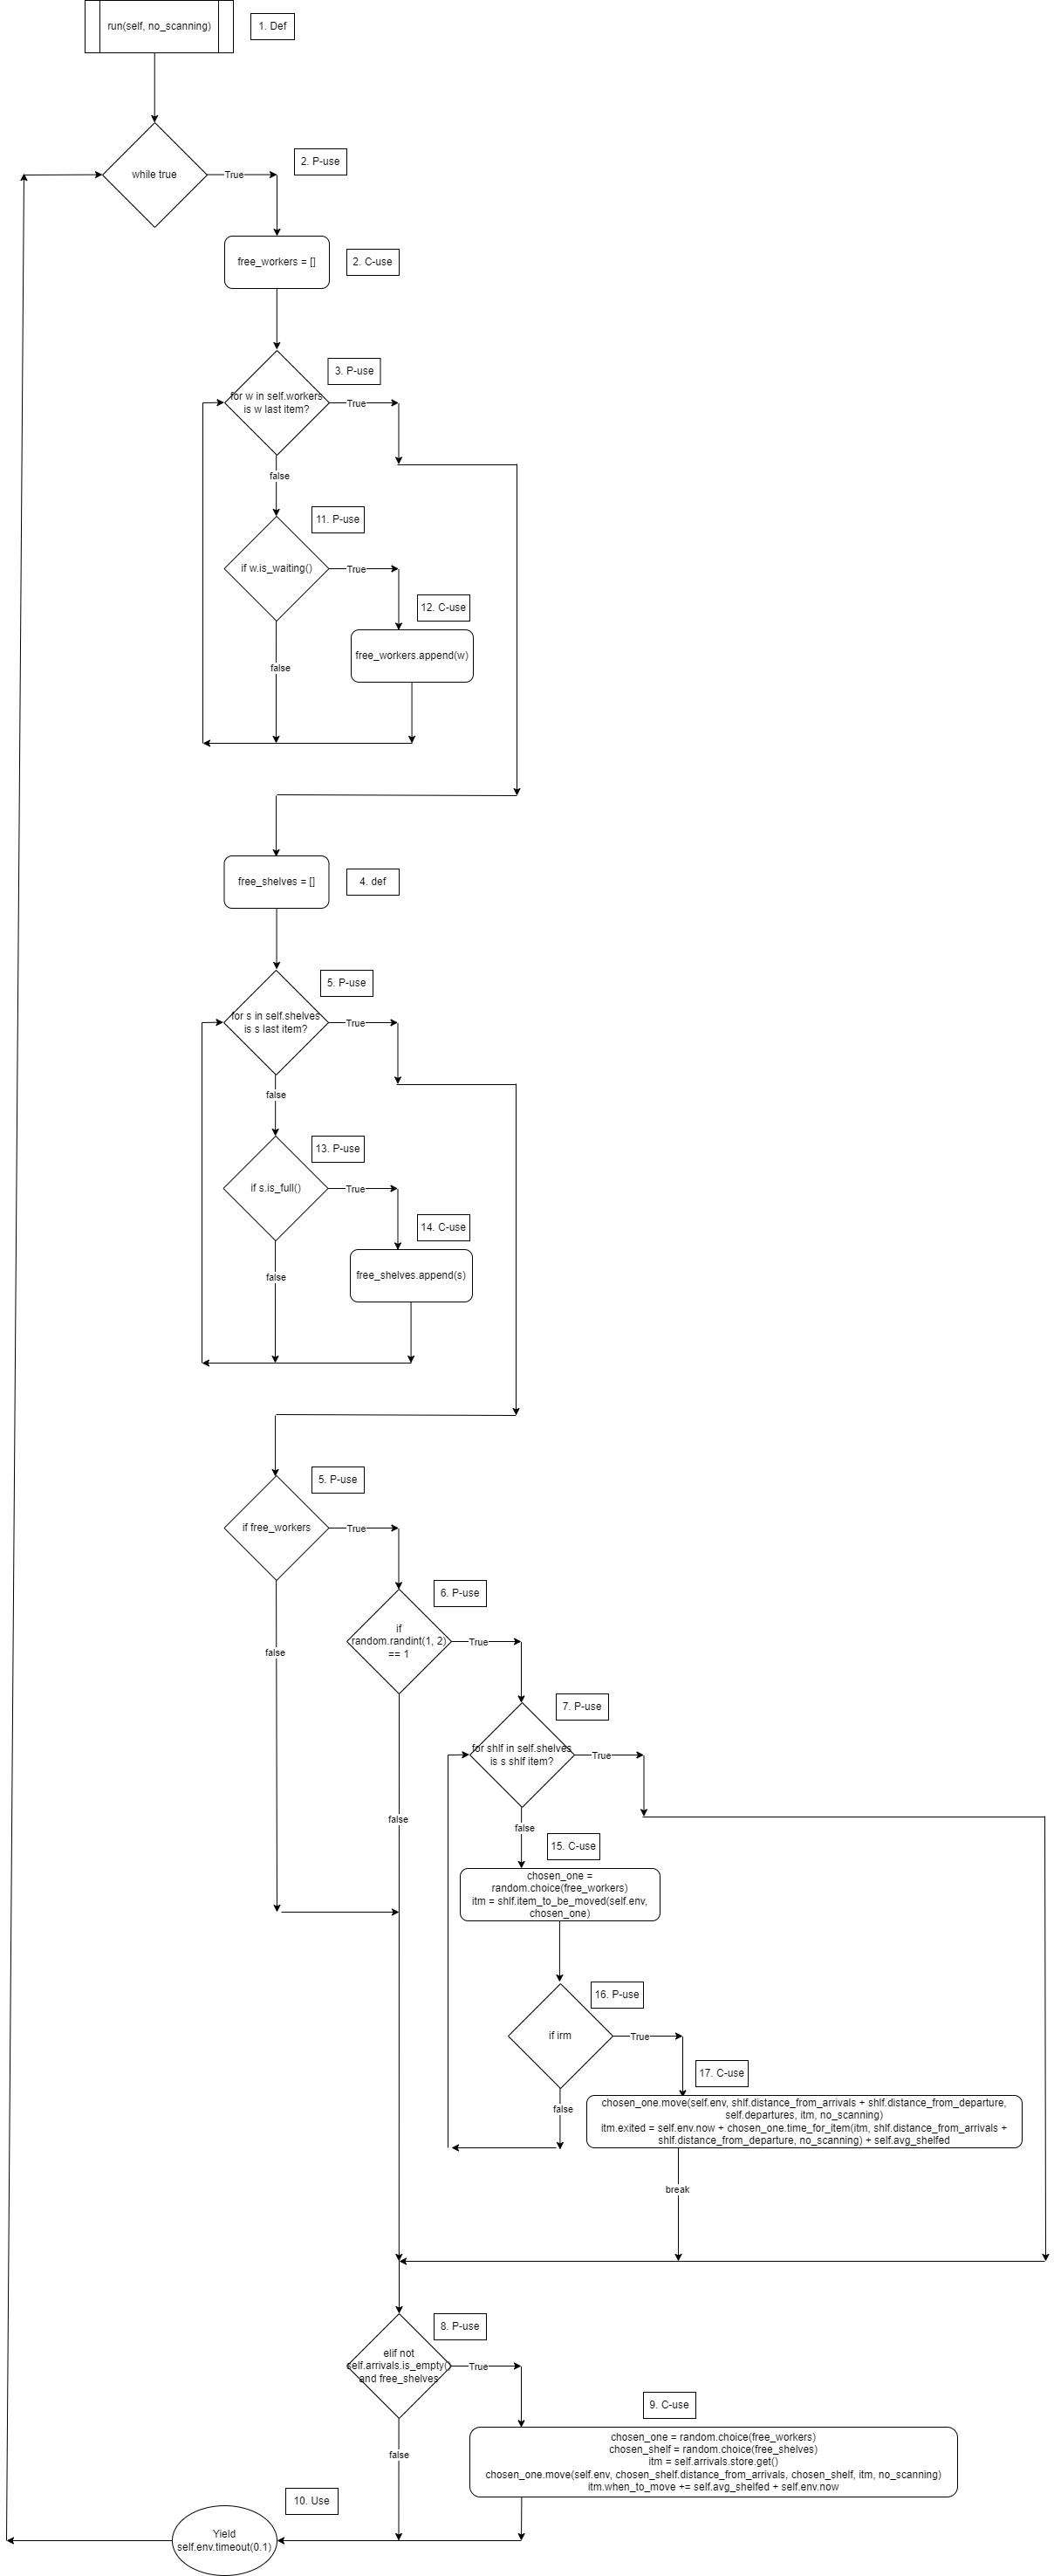 run(self, no_scanning)
1. Def
while true
True
2. P-use
free_workers = []
2. C-use
for w in self.workers
is w last item?
3. P-use
True
false
11. P-use
if w.is_waiting()
True
12. C-use
free_workers.append(w)
false
free_shelves = []
4. def
5. P-use
for s in self.shelves
is s last item?
True
false
13. P-use
if s.is_full()
True
14. C-use
free_shelves.append(s)
false
5. P-use
if free_workers
True
6. P-use
if
random.randint(1, 2)
== 1
True
false
7. P-use
for shlf in self.shelves
is s shlf item?
True
false
false
15. C-use
chosen_one =
random.choice(free_workers)
itm = shlf.item_to_be_moved(self.env,
chosen_one)
16. P-use
if irm
True
17. C-use
false
chosen_one.move(self.env, shlf.distance_from_arrivals + shlf.distance_from_departure,
self.departures, itm, no_scanning)
itm.exited = self.env.now + chosen_one.time_for_item(itm, shlf.distance_from_arrivals +
shlf.distance_from_departure, no_scanning) + self.avg_shelfed
break
8. P-use
elif not
self.arrivals.is_empty()
and free_shelves
True
9. C-use
false
chosen_one = random.choice(free_workers)
chosen_shelf = random.choice(free_shelves)
itm = self.arrivals.store.get()
chosen_one.move(self.env, chosen_shelf.distance_from_arrivals, chosen_shelf, itm, no_scanning)
itm.when_to_move += self.avg_shelfed + self.env.now
10. Use
Yield
self.env.timeout(0.1)